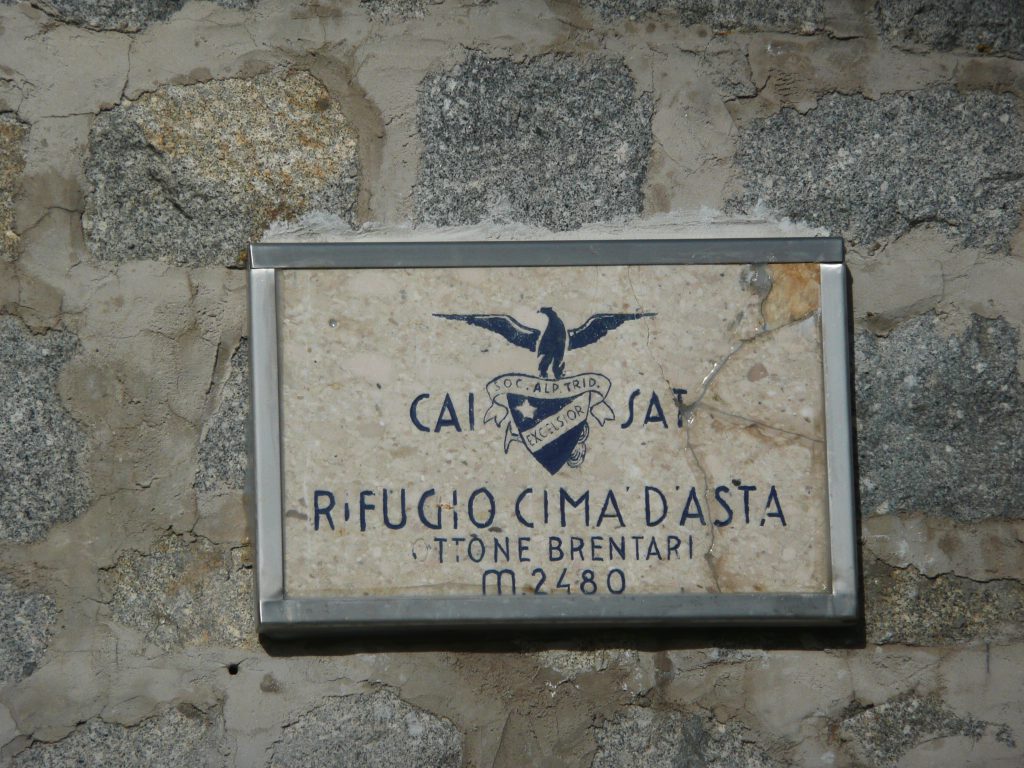 SOC. ALP. TRID.
CAI SAT
EXCELSIOR
RIFUGIO CIMA D'ASTA
OTTONE BRENTARI
m. 2480